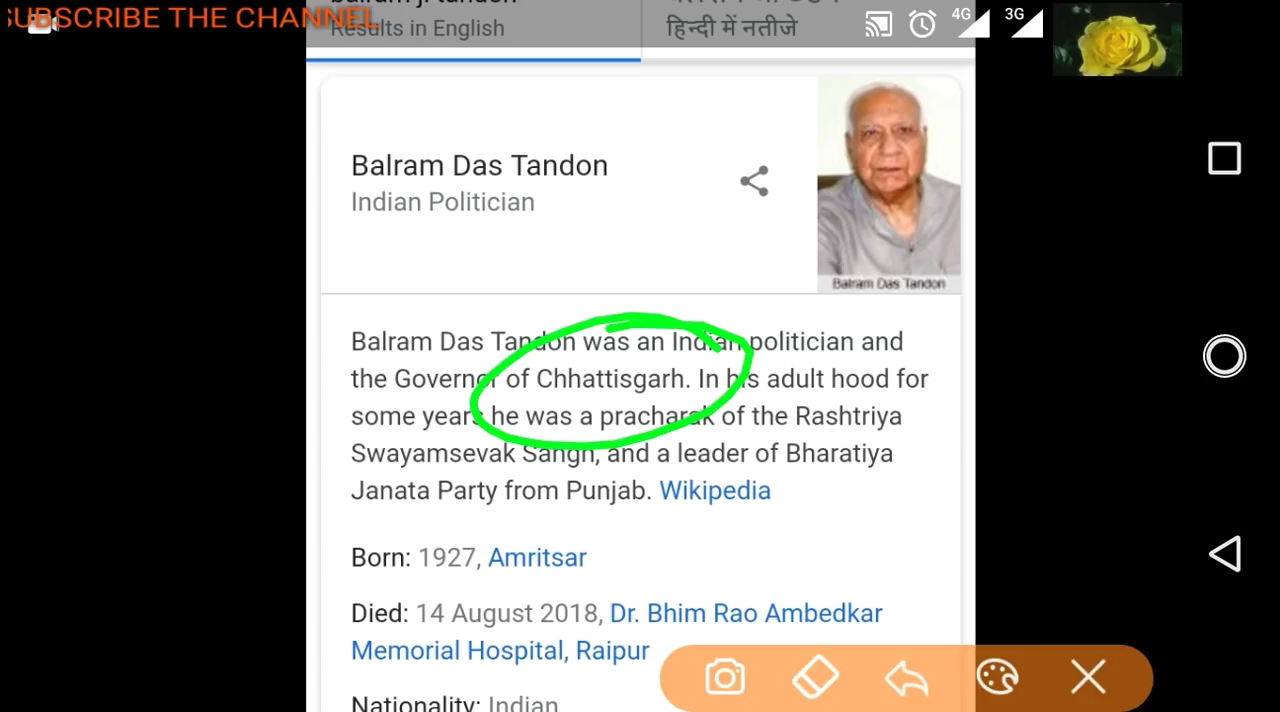 SUBSCRIBE THE CHANNEL
balram ji tandon
Results in English
हिन्दी में नतीजे
4G
3G
Balram Das Tandon
Indian Politician
Balram Das Tandon
Balram Das Tandon was an Indian politician and
the Governor of Chhattisgarh. In his adult hood for
some years he was a pracharak of the Rashtriya
Swayamsevak Sangh, and a leader of Bharatiya
Janata Party from Punjab. Wikipedia
Born: 1927, Amritsar
Died: 14 August 2018, Dr. Bhim Rao Ambedkar
Memorial Hospital, Raipur
Nationality: Indian